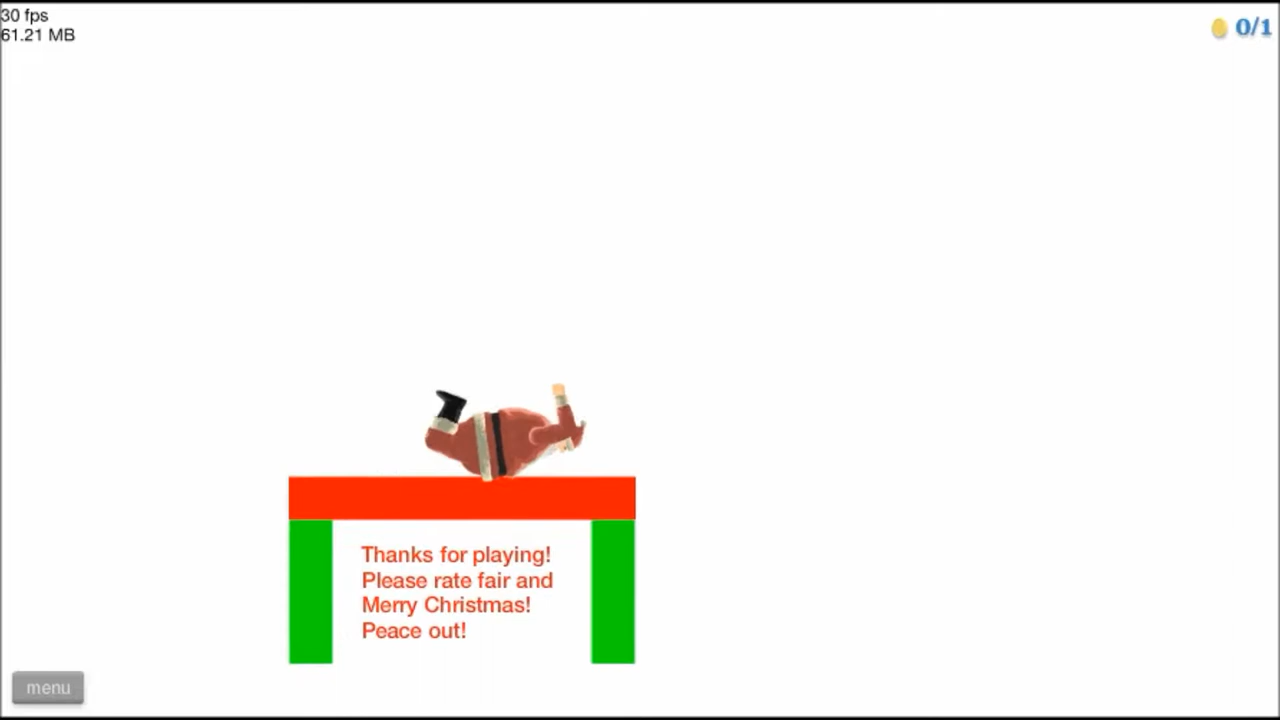 30 fps
61.21 MB
0/1
Thanks for playing!
Please rate fair and
Merry Christmas!
Peace out!
menu